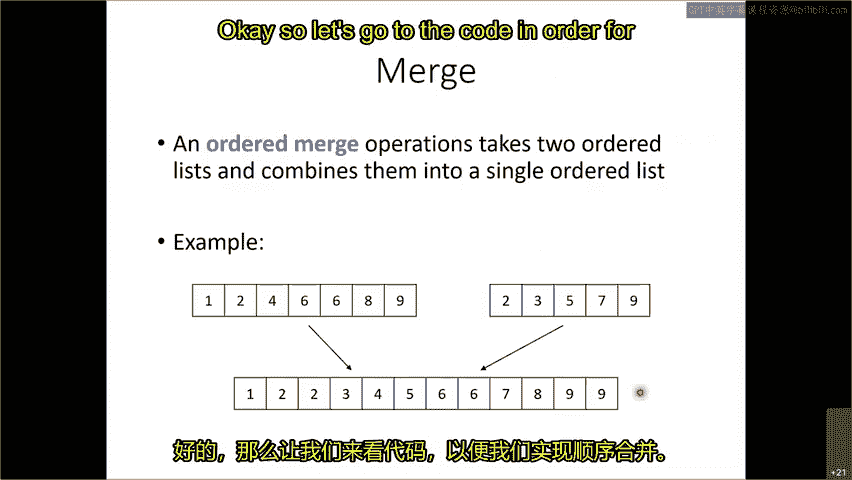 Okay so let's go to the code in order for
Merge
• An ordered merge operations takes two ordered
lists and combines them into a single ordered list
• Example:
1 2 4 6 6 8 9
2 3 5 7 9
1 2 2 3 4 5 6 6 7 8 9 9
好的，那么让我们来看代码，以便我们实现顺序合并。
+21